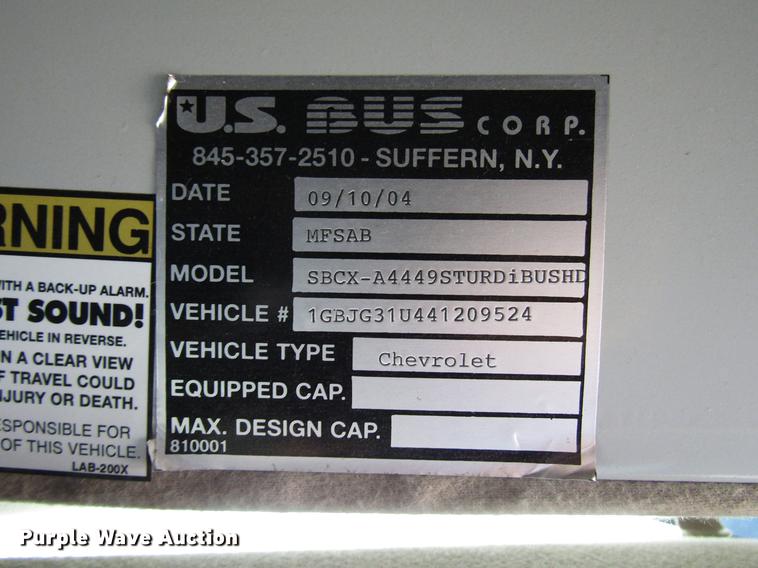 U.S. BUS CORP.
845-357-2510 - SUFFERN, N.Y.
DATE 09/10/04
STATE MFSAB
MODEL SBCX-A4449STURDiBUSHD
VEHICLE # 1GBJG31U441209524
VEHICLE TYPE Chevrolet
EQUIPPED CAP.
MAX. DESIGN CAP.
810001
RNING
WITH A BACK-UP ALARM.
ST SOUND!
EHICLE IN REVERSE.
N A CLEAR VIEW
F TRAVEL COULD
NJURY OR DEATH.
ESPONSIBLE FOR
OF THIS VEHICLE.
LAB-200X
Purple Wave Auction